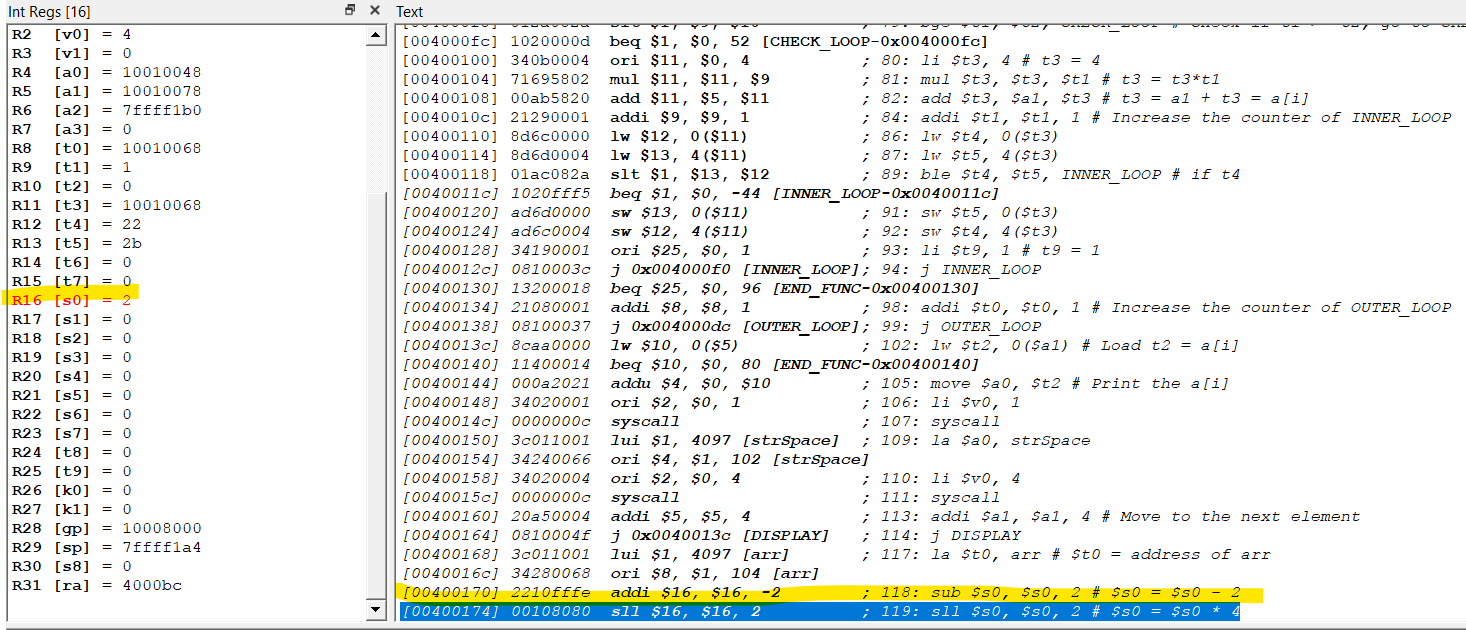 Int Regs [16]
R2 [v0] = 4
R3 [v1] = 0
R4 [a0] = 10010048
R5 [a1] = 10010078
R6 [a2] = 7ffff1b0
R7 [a3] = 0
R8 [t0] = 10010068
R9 [t1] = 1
R10 [t2] = 0
R11 [t3] = 10010068
R12 [t4] = 22
R13 [t5] = 2b
R14 [t6] = 0
R15 [t7] = 0
R16 [s0] = 2
R17 [s1] = 0
R18 [s2] = 0
R19 [s3] = 0
R20 [s4] = 0
R21 [s5] = 0
R22 [s6] = 0
R23 [s7] = 0
R24 [t8] = 0
R25 [t9] = 0
R26 [k0] = 0
R27 [k1] = 0
R28 [gp] = 10008000
R29 [sp] = 7ffff1a4
R30 [s8] = 0
R31 [ra] = 4000bc
Text
[004000fc] 1020000d beq $1, $0, 52 [CHECK_LOOP-0x004000fc]
[00400100] 340b0004 ori $11, $0, 4 ; 80: li $t3, 4 # t3 = 4
[00400104] 71695802 mul $11, $11, $9 ; 81: mul $t3, $t3, $t1 # t3 = t3*t1
[00400108] 00ab5820 add $11, $5, $11 ; 82: add $t3, $a1, $t3 # t3 = a1 + t3 = a[i]
[0040010c] 21290001 addi $9, $9, 1 ; 84: addi $t1, $t1, 1 # Increase the counter of INNER_LOOP
[00400110] 8d6c0000 lw $12, 0($11) ; 86: lw $t4, 0($t3)
[00400114] 8d6d0004 lw $13, 4($11) ; 87: lw $t5, 4($t3)
[00400118] 01ac082a slt $1, $13, $12 ; 89: ble $t4, $t5, INNER_LOOP # if t4
[0040011c] 1020fff5 beq $1, $0, -44 [INNER_LOOP-0x0040011c]
[00400120] ad6d0000 sw $13, 0($11) ; 91: sw $t5, 0($t3)
[00400124] ad6c0004 sw $12, 4($11) ; 92: sw $t4, 4($t3)
[00400128] 34190001 ori $25, $0, 1 ; 93: li $t9, 1 # t9 = 1
[0040012c] 0810003c j 0x004000f0 [INNER_LOOP]; 94: j INNER_LOOP
[00400130] 13200018 beq $25, $0, 96 [END_FUNC-0x00400130]
[00400134] 21080001 addi $8, $8, 1 ; 98: addi $t0, $t0, 1 # Increase the counter of OUTER_LOOP
[00400138] 08100037 j 0x004000dc [OUTER_LOOP]; 99: j OUTER_LOOP
[0040013c] 8caa0000 lw $10, 0($5) ; 102: lw $t2, 0($a1) # Load t2 = a[i]
[00400140] 11400014 beq $10, $0, 80 [END_FUNC-0x00400140]
[00400144] 000a2021 addu $4, $0, $10 ; 105: move $a0, $t2 # Print the a[i]
[00400148] 34020001 ori $2, $0, 1 ; 106: li $v0, 1
[0040014c] 0000000c syscall ; 107: syscall
[00400150] 3c011001 lui $1, 4097 [strSpace] ; 109: la $a0, strSpace
[00400154] 34240066 ori $4, $1, 102 [strSpace]
[00400158] 34020004 ori $2, $0, 4 ; 110: li $v0, 4
[0040015c] 0000000c syscall ; 111: syscall
[00400160] 20a50004 addi $5, $5, 4 ; 113: addi $a1, $a1, 4 # Move to the next element
[00400164] 0810004f j 0x0040013c [DISPLAY] ; 114: j DISPLAY
[00400168] 3c011001 lui $1, 4097 [arr] ; 117: la $t0, arr # $t0 = address of arr
[0040016c] 34280068 ori $8, $1, 104 [arr]
[00400170] 2210fffe addi $16, $16, -2 ; 118: sub $s0, $s0, 2 # $s0 = $s0 - 2
[00400174] 00108080 sll $16, $16, 2 ; 119: sll $s0, $s0, 2 # $s0 = $s0 * 4